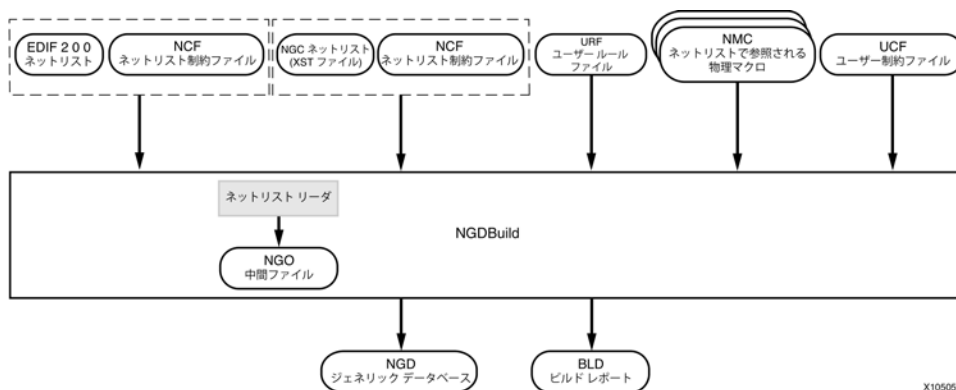 EDIF 2 0 0
ネットリスト
NCF
ネットリスト制約ファイル
NGC ネットリスト
(XST ファイル)
NCF
ネットリスト制約ファイル
URF
ユーザー ルール
ファイル
NMC
ネットリストで参照される
物理マクロ
UCF
ユーザー制約ファイル
ネットリスト リーダ
NGDBuild
NGO
中間ファイル
NGD
ジェネリック データベース
BLD
ビルド レポート
X10505